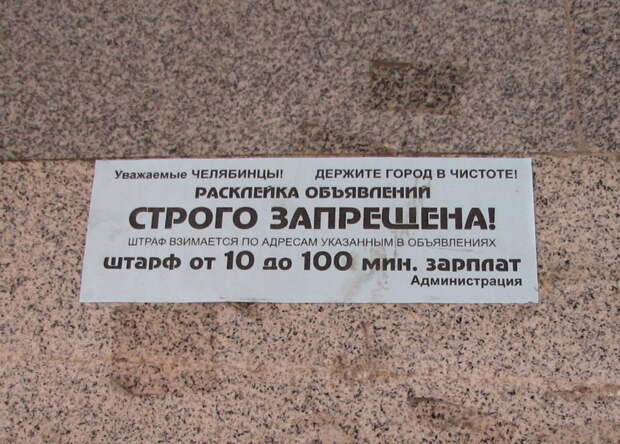 Уважаемые ЧЕЛЯБИНЦЫ! ДЕРЖИТЕ ГОРОД В ЧИСТОТЕ!
РАСКЛЕЙКА ОБЪЯВЛЕНИЙ
СТРОГО ЗАПРЕЩЕНА!
ШТРАФ ВЗИМАЕТСЯ ПО АДРЕСАМ УКАЗАННЫМ В ОБЪЯВЛЕНИЯХ
штарф от 10 до 100 мин. зарплат
Администрация